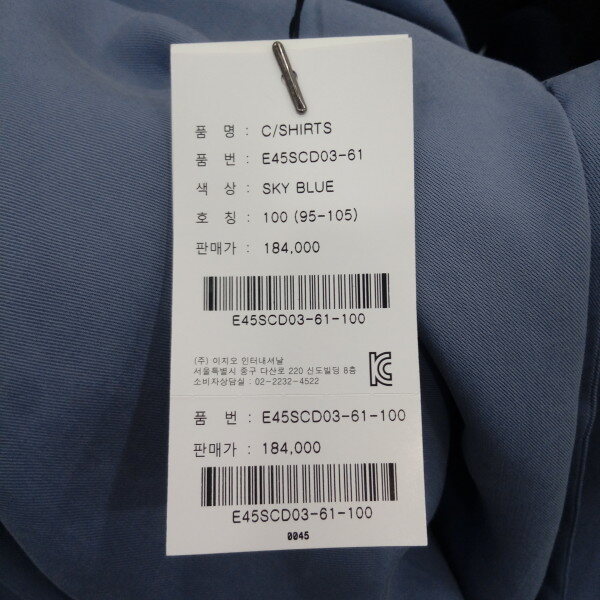 품 명 : C/SHIRTS
품 번 : E45SCD03-61
색 상 : SKY BLUE
호 칭 : 100 (95-105)
판매가 : 184,000
E45SCD03-61-100
(주) 이지오 인터내셔날
서울특별시 중구 다산로 220 신도빌딩 8층
소비자상담실 : 02-2232-4522
KC
품 번 : E45SCD03-61-100
판매가 : 184,000
E45SCD03-61-100
0045